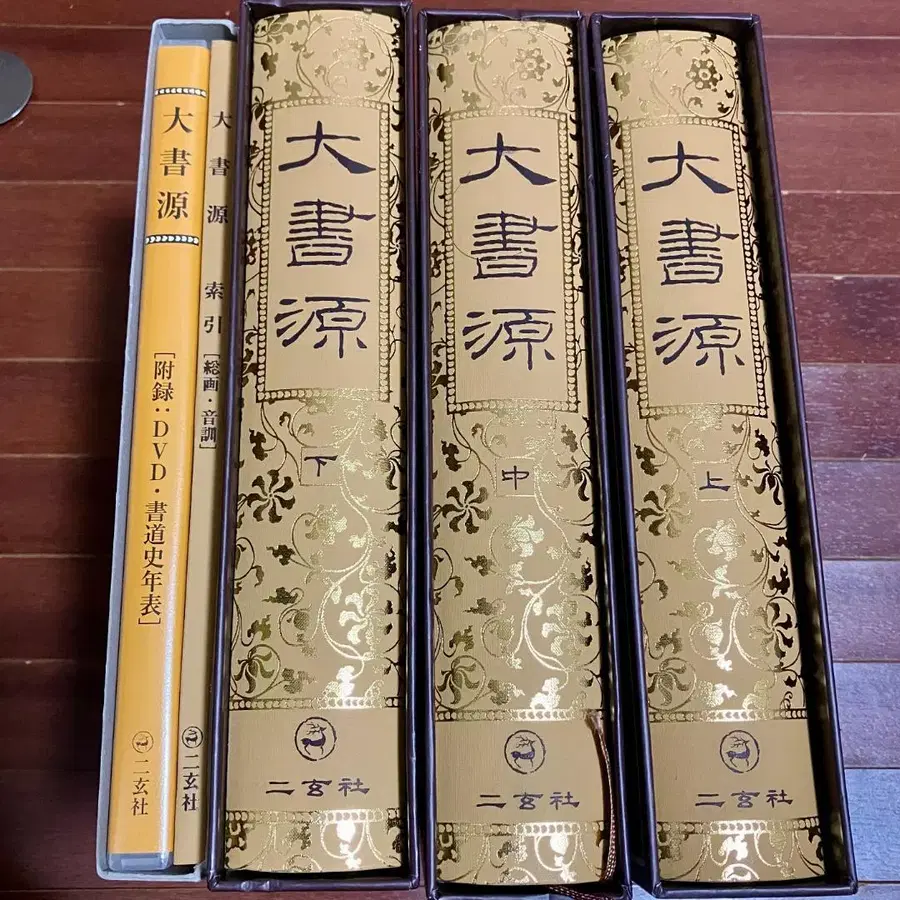 大書源
[附録:DVD・書道史年表]
二玄社
大書源 索引
[総画・音訓]
二玄社
大書源
下
二玄社
大書源
中
二玄社
大書源
上
二玄社